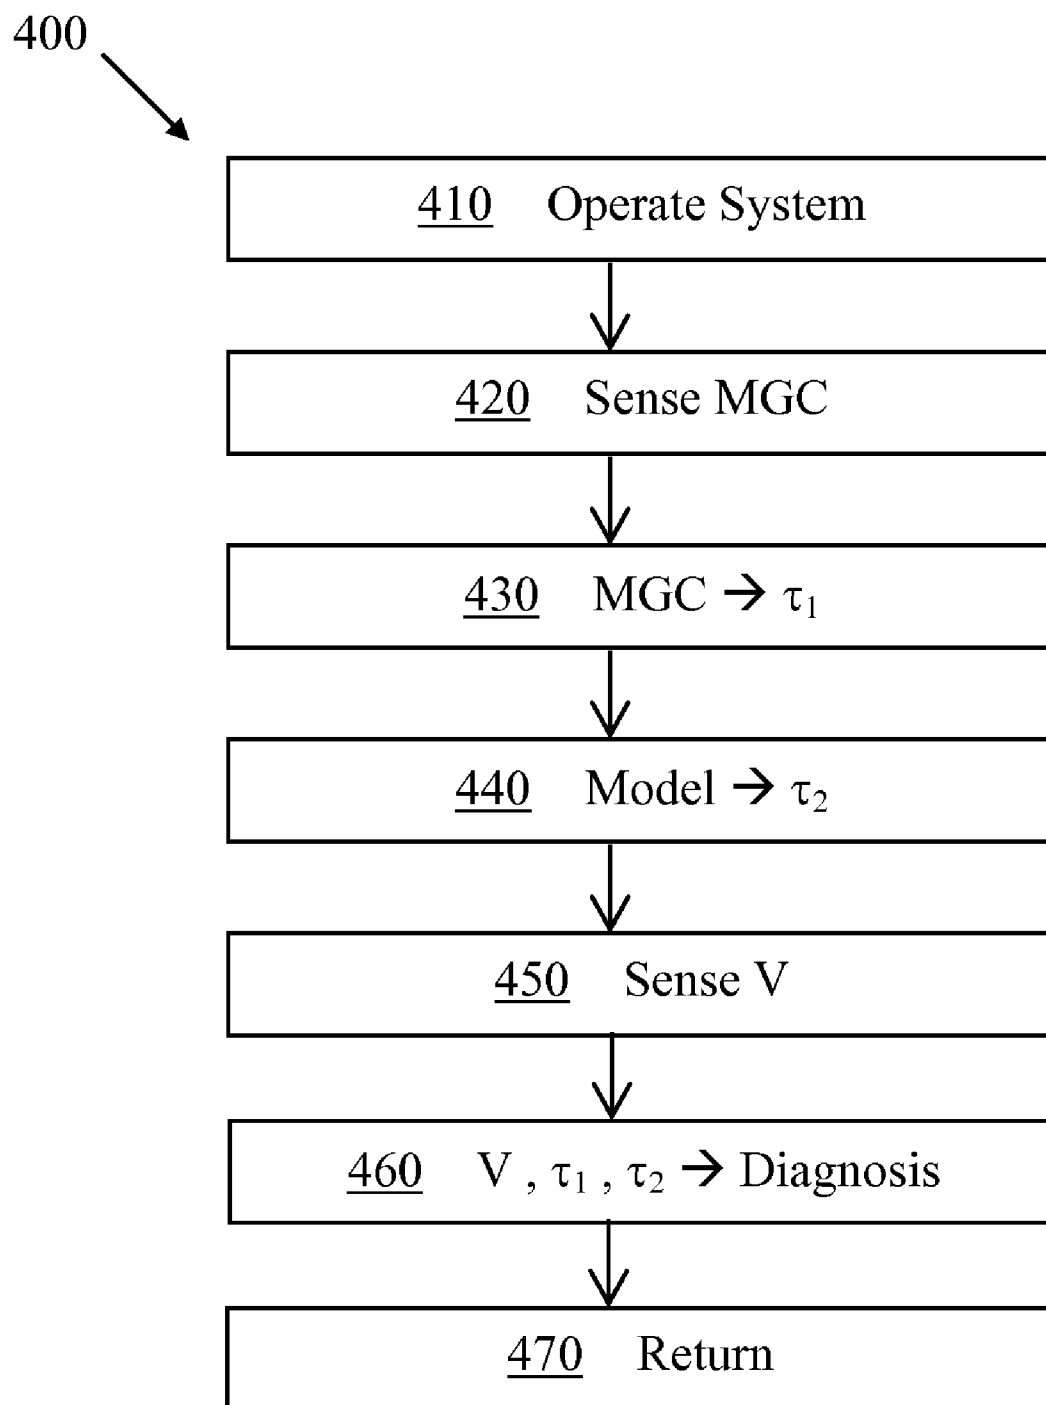 400
410 Operate System
420 Sense MGC
430 MGC → τ₁
440 Model → τ₂
450 Sense V
460 V , τ₁ , τ₂ → Diagnosis
470 Return